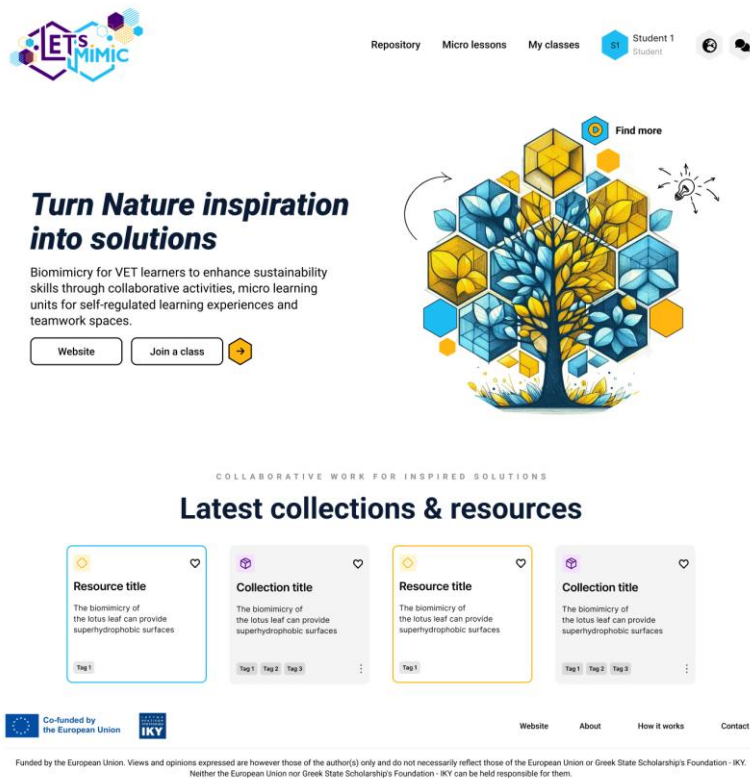 LET'S
MIMIC
Repository Micro lessons My classes S1 Student 1
Student
Find more
Turn Nature inspiration
into solutions
Biomimicry for VET learners to enhance sustainability
skills through collaborative activities, micro learning
units for self-regulated learning experiences and
teamwork spaces.
Website Join a class
COLLABORATIVE WORK FOR INSPIRED SOLUTIONS
Latest collections & resources
Resource title
The biomimicry of
the lotus leaf can provide
superhydrophobic surfaces
Tag 1
Collection title
The biomimicry of
the lotus leaf can provide
superhydrophobic surfaces
Tag 1 Tag 2 Tag 3
Resource title
The biomimicry of
the lotus leaf can provide
superhydrophobic surfaces
Tag 1
Collection title
The biomimicry of
the lotus leaf can provide
superhydrophobic surfaces
Tag 1 Tag 2 Tag 3
Co-funded by
the European Union
IKY
Website About How it works Contact
Funded by the European Union. Views and opinions expressed are however those of the author(s) only and do not necessarily reflect those of the European Union or Greek State Scholarship's Foundation - IKY.
Neither the European Union nor Greek State Scholarship's Foundation - IKY can be held responsible for them.